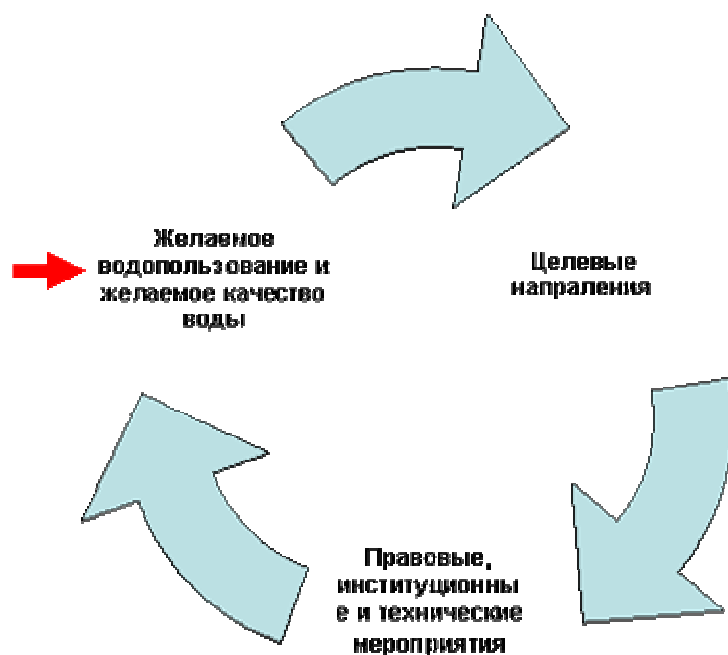 Желаемое
водопользование и
желаемое качество
воды
Целевые
напраления
Правовые,
институционны
е и технические
мероприятия